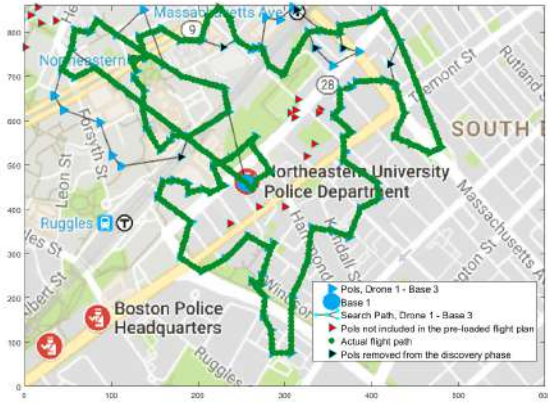 Massachusetts Ave
9
Northeastern
28
Tremont St
Rutland St
SOUTH
Forsyth St
Leon St
Northeastern University
Police Department
Massachusetts Ave
Ruggles
T
Hammond
Kendall St
Windsor
Boston Police
Headquarters
Ruggles
PoIs, Drone 1 - Base 3
Base 1
Search Path, Drone 1 - Base 3
PoIs not included in the pre-loaded flight plan
Actual flight path
PoIs removed from the discovery phase
800
700
600
500
400
300
200
100
0
0
100
200
300
400
500
600